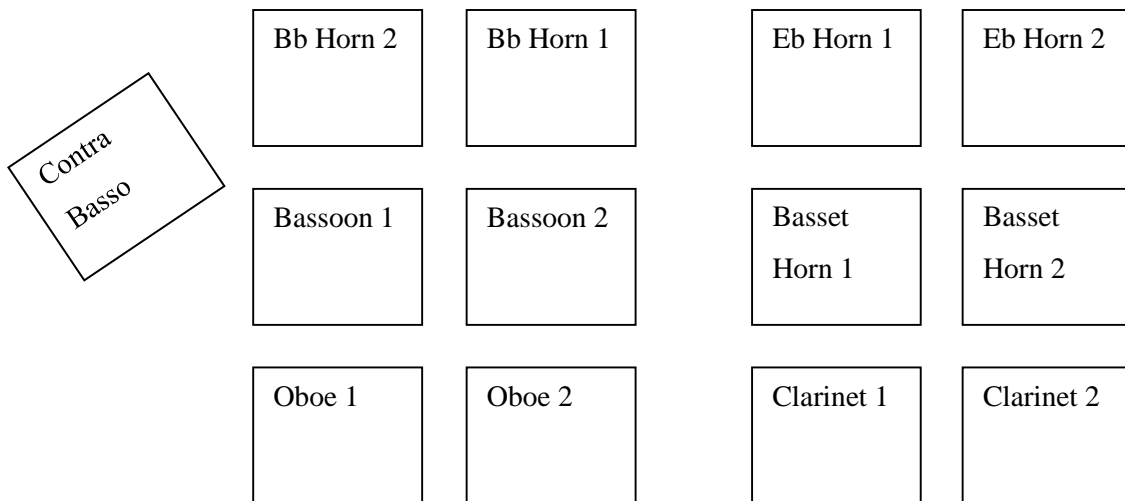 Bb Horn 2
Bb Horn 1
Eb Horn 1
Eb Horn 2
Contra
Basso
Bassoon 1
Bassoon 2
Basset
Horn 1
Basset
Horn 2
Oboe 1
Oboe 2
Clarinet 1
Clarinet 2